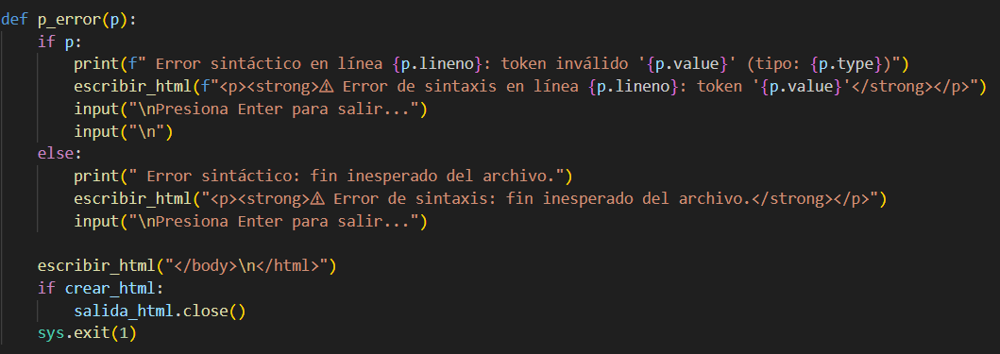 def p_error(p):
    if p:
        print(f" Error sintáctico en línea {p.lineno}: token inválido '{p.value}' (tipo: {p.type})")
        escribir_html(f"<p><strong>⚠ Error de sintaxis en línea {p.lineno}: token '{p.value}'</strong></p>")
        input("\nPresiona Enter para salir...")
        input("\n")
    else:
        print(" Error sintáctico: fin inesperado del archivo.")
        escribir_html("<p><strong>⚠ Error de sintaxis: fin inesperado del archivo.</strong></p>")
        input("\nPresiona Enter para salir...")

    escribir_html("</body>\n</html>")
    if crear_html:
        salida_html.close()
    sys.exit(1)